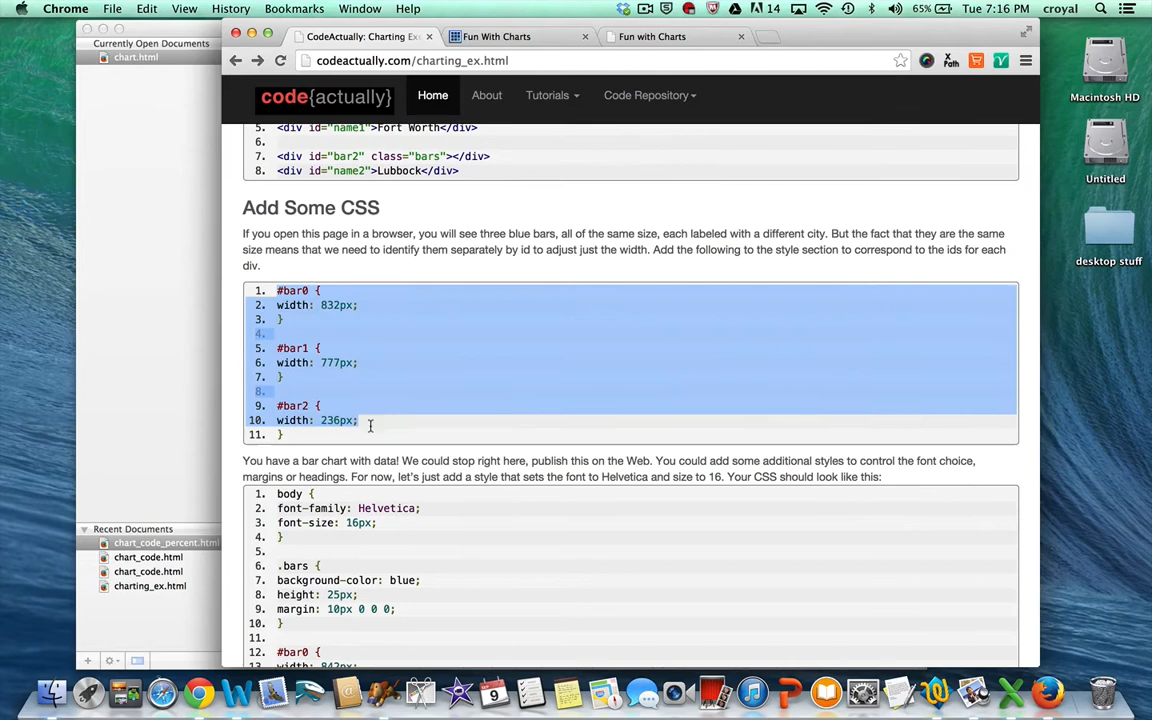 Chrome File Edit View History Bookmarks Window Help 14 65% Tue 7:16 PM croyal
Currently Open Documents
chart.html
CodeActually: Charting Ex
Fun With Charts
Fun with Charts
codeactually.com/charting_ex.html
X Path
code{actually}
Home
About
Tutorials
Code Repository
5. <div id="name1">Fort Worth</div>
6.
7. <div id="bar2" class="bars"></div>
8. <div id="name2">Lubbock</div>
Add Some CSS
If you open this page in a browser, you will see three blue bars, all of the same size, each labeled with a different city. But the fact that they are the same
size means that we need to identify them separately by id to adjust just the width. Add the following to the style section to correspond to the ids for each
div.
1. #bar0 {
2. width: 832px;
3. }
4.
5. #bar1 {
6. width: 777px;
7. }
8.
9. #bar2 {
10. width: 236px;
11. }
You have a bar chart with data! We could stop right here, publish this on the Web. You could add some additional styles to control the font choice,
margins or headings. For now, let's just add a style that sets the font to Helvetica and size to 16. Your CSS should look like this:
1. body {
2. font-family: Helvetica;
3. font-size: 16px;
4. }
5.
6. .bars {
7. background-color: blue;
8. height: 25px;
9. margin: 10px 0 0 0;
10. }
11.
12. #bar0 {
13. width: 842px;
Recent Documents
chart_code_percent.html
chart_code.html
chart_code.html
charting_ex.html
Macintosh HD
Untitled
desktop stuff